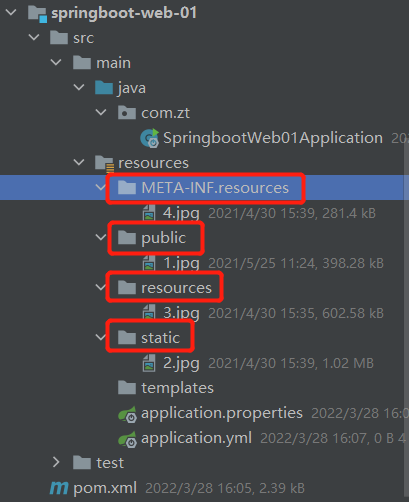 springboot-web-01
src
main
java
com.zt
SpringbootWeb01Application 20
resources
META-INF.resources
4.jpg 2021/4/30 15:39, 281.4 kB
public
1.jpg 2021/5/25 11:24, 398.28 kB
resources
3.jpg 2021/4/30 15:35, 602.58 kB
static
2.jpg 2021/4/30 15:39, 1.02 MB
templates
application.properties 2022/3/28 16:0
application.yml 2022/3/28 16:07, 0 B 4
test
pom.xml 2022/3/28 16:05, 2.39 kB